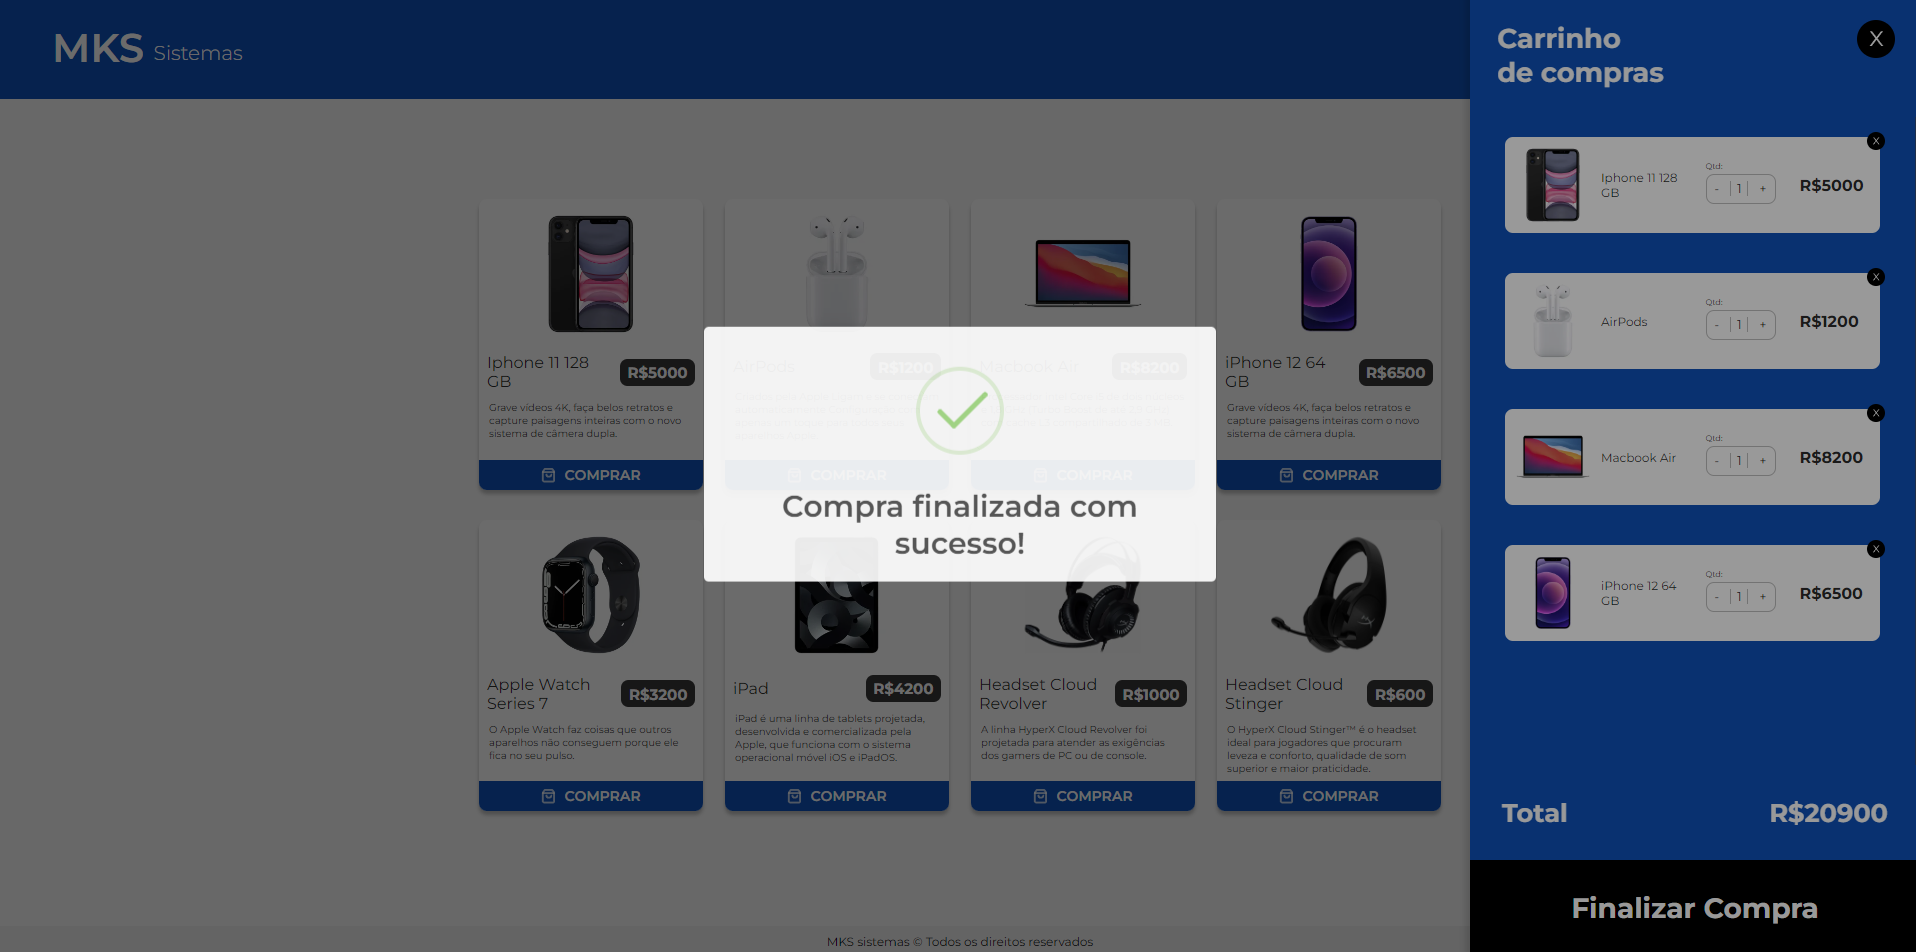 MKS Sistemas
Carrinho
de compras
X
X
Iphone 11 128
GB
Qtd:
- 1 +
R$5000
X
AirPods
Qtd:
- 1 +
R$1200
X
Macbook Air
Qtd:
- 1 +
R$8200
X
iPhone 12 64
GB
Qtd:
- 1 +
R$6500
Total R$20900
Finalizar Compra
Iphone 11 128
GB
R$5000
Grave vídeos 4K, faça belos retratos e
capture paisagens inteiras com o novo
sistema de câmera dupla.
COMPRAR
AirPods
R$1200
COMPRAR
Macbook Air
R$8200
COMPRAR
iPhone 12 64
GB
R$6500
Grave vídeos 4K, faça belos retratos e
capture paisagens inteiras com o novo
sistema de câmera dupla.
COMPRAR
Compra finalizada com
sucesso!
Apple Watch
Series 7
R$3200
O Apple Watch faz coisas que outros
aparelhos não conseguem porque ele
fica no seu pulso.
COMPRAR
iPad
R$4200
iPad é uma linha de tablets projetada,
desenvolvida e comercializada pela
Apple, que funciona com o sistema
operacional móvel iOS e iPadOS.
COMPRAR
Headset Cloud
Revolver
R$1000
A linha HyperX Cloud Revolver foi
projetada para atender as exigências
dos gamers de PC ou de console.
COMPRAR
Headset Cloud
Stinger
R$600
O HyperX Cloud Stinger™ é o headset
ideal para jogadores que procuram
leveza e conforto, qualidade de som
superior e maior praticidade.
COMPRAR
MKS sistemas © Todos os direitos reservados